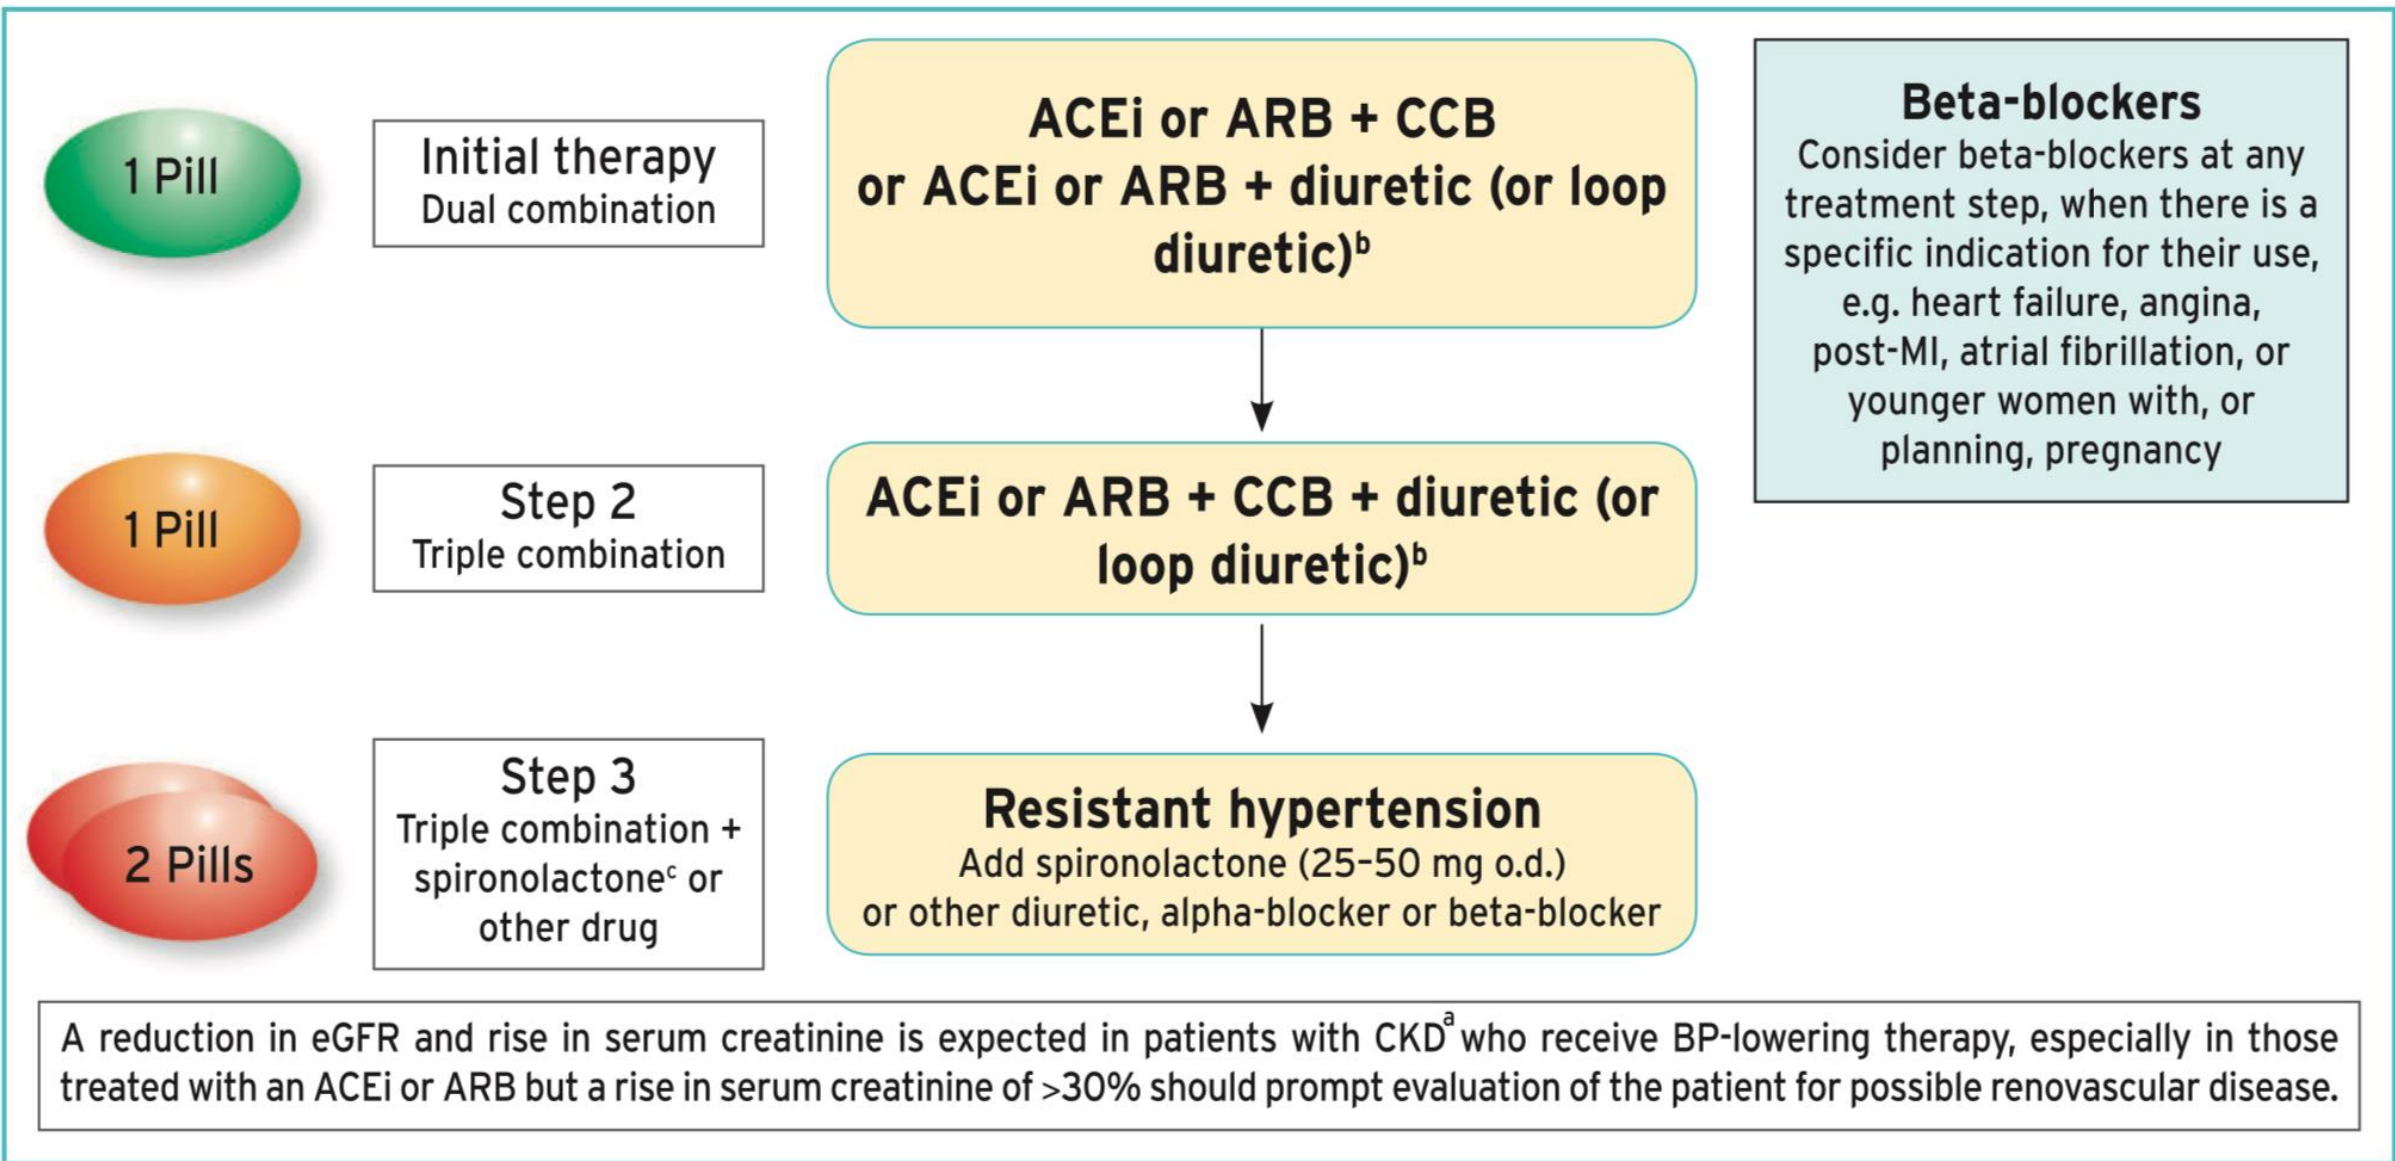 1 Pill
Initial therapy
Dual combination
ACEi or ARB + CCB
or ACEi or ARB + diuretic (or loop
diuretic)ᵇ
Beta-blockers
Consider beta-blockers at any
treatment step, when there is a
specific indication for their use,
e.g. heart failure, angina,
post-MI, atrial fibrillation, or
younger women with, or
planning, pregnancy
1 Pill
Step 2
Triple combination
ACEi or ARB + CCB + diuretic (or
loop diuretic)ᵇ
2 Pills
Step 3
Triple combination +
spironolactoneᶜ or
other drug
Resistant hypertension
Add spironolactone (25–50 mg o.d.)
or other diuretic, alpha-blocker or beta-blocker
A reduction in eGFR and rise in serum creatinine is expected in patients with CKDᵃ who receive BP-lowering therapy, especially in those
treated with an ACEi or ARB but a rise in serum creatinine of >30% should prompt evaluation of the patient for possible renovascular disease.